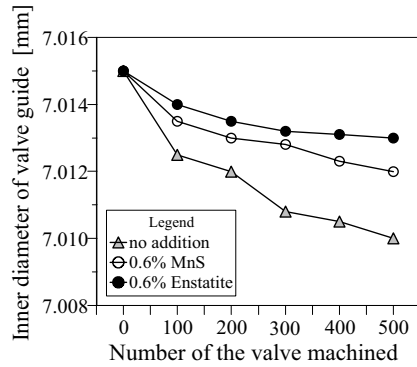 Inner diameter of valve guide [mm]
7.016
7.014
7.012
7.010
7.008
Legend
no addition
0.6% MnS
0.6% Enstatite
0 100 200 300 400 500
Number of the valve machined